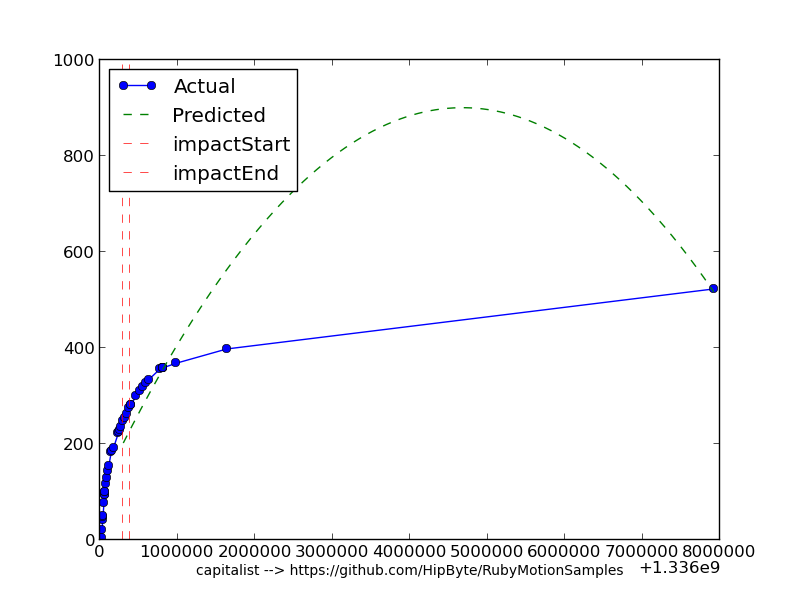 1000
Actual
Predicted
impactStart
impactEnd
800
600
400
200
0
0 1000000 2000000 3000000 4000000 5000000 6000000 7000000 8000000
capitalist --> https://github.com/HipByte/RubyMotionSamples +1.336e9